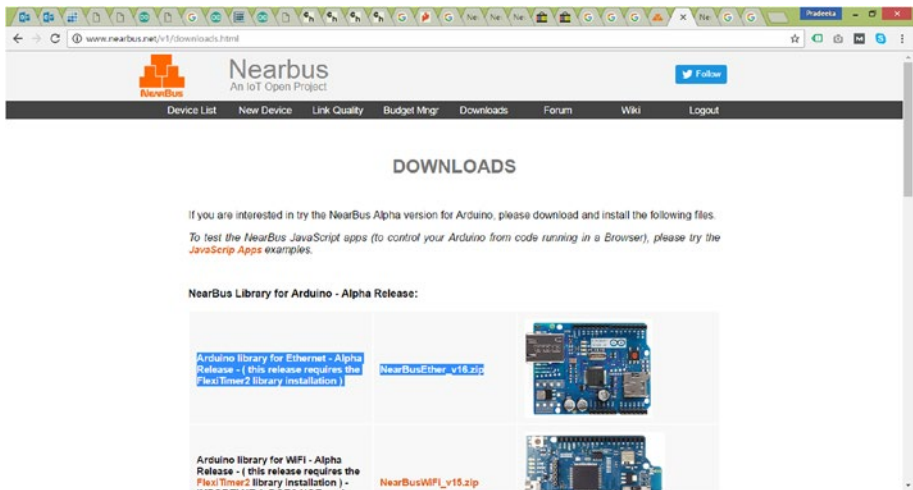 Pradeeka
www.nearbus.net/v1/downloads.html
NearBus
Nearbus
An IoT Open Project
Follow
Device List New Device Link Quality Budget Mngr Downloads Forum Wiki Logout
DOWNLOADS
If you are interested in try the NearBus Alpha version for Arduino, please download and install the following files.
To test the NearBus JavaScript apps (to control your Arduino from code running in a Browser), please try the
JavaScrip Apps examples.
NearBus Library for Arduino - Alpha Release:
Arduino library for Ethernet - Alpha
Release - ( this release requires the
FlexiTimer2 library installation )
NearBusEther_v16.zip
Arduino library for WiFi - Alpha
Release - ( this release requires the
FlexiTimer2 library installation ) -
NearBusWiFi_v15.zip